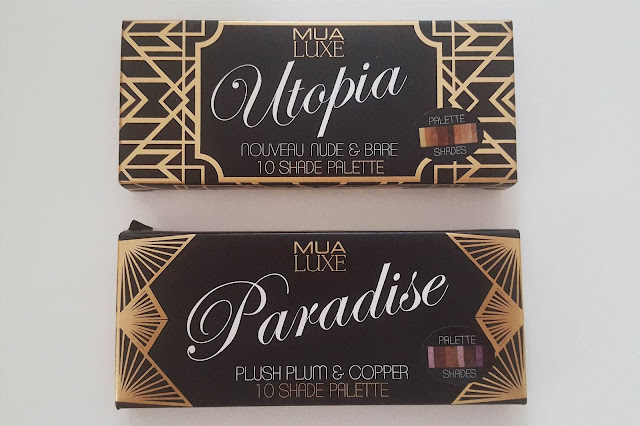 MUA
LUXE
Utopia
NOUVEAU NUDE & BARE
10 SHADE PALETTE
PALETTE
SHADES
MUA
LUXE
Paradise
PLUSH PLUM & COPPER
10 SHADE PALETTE
PALETTE
SHADES